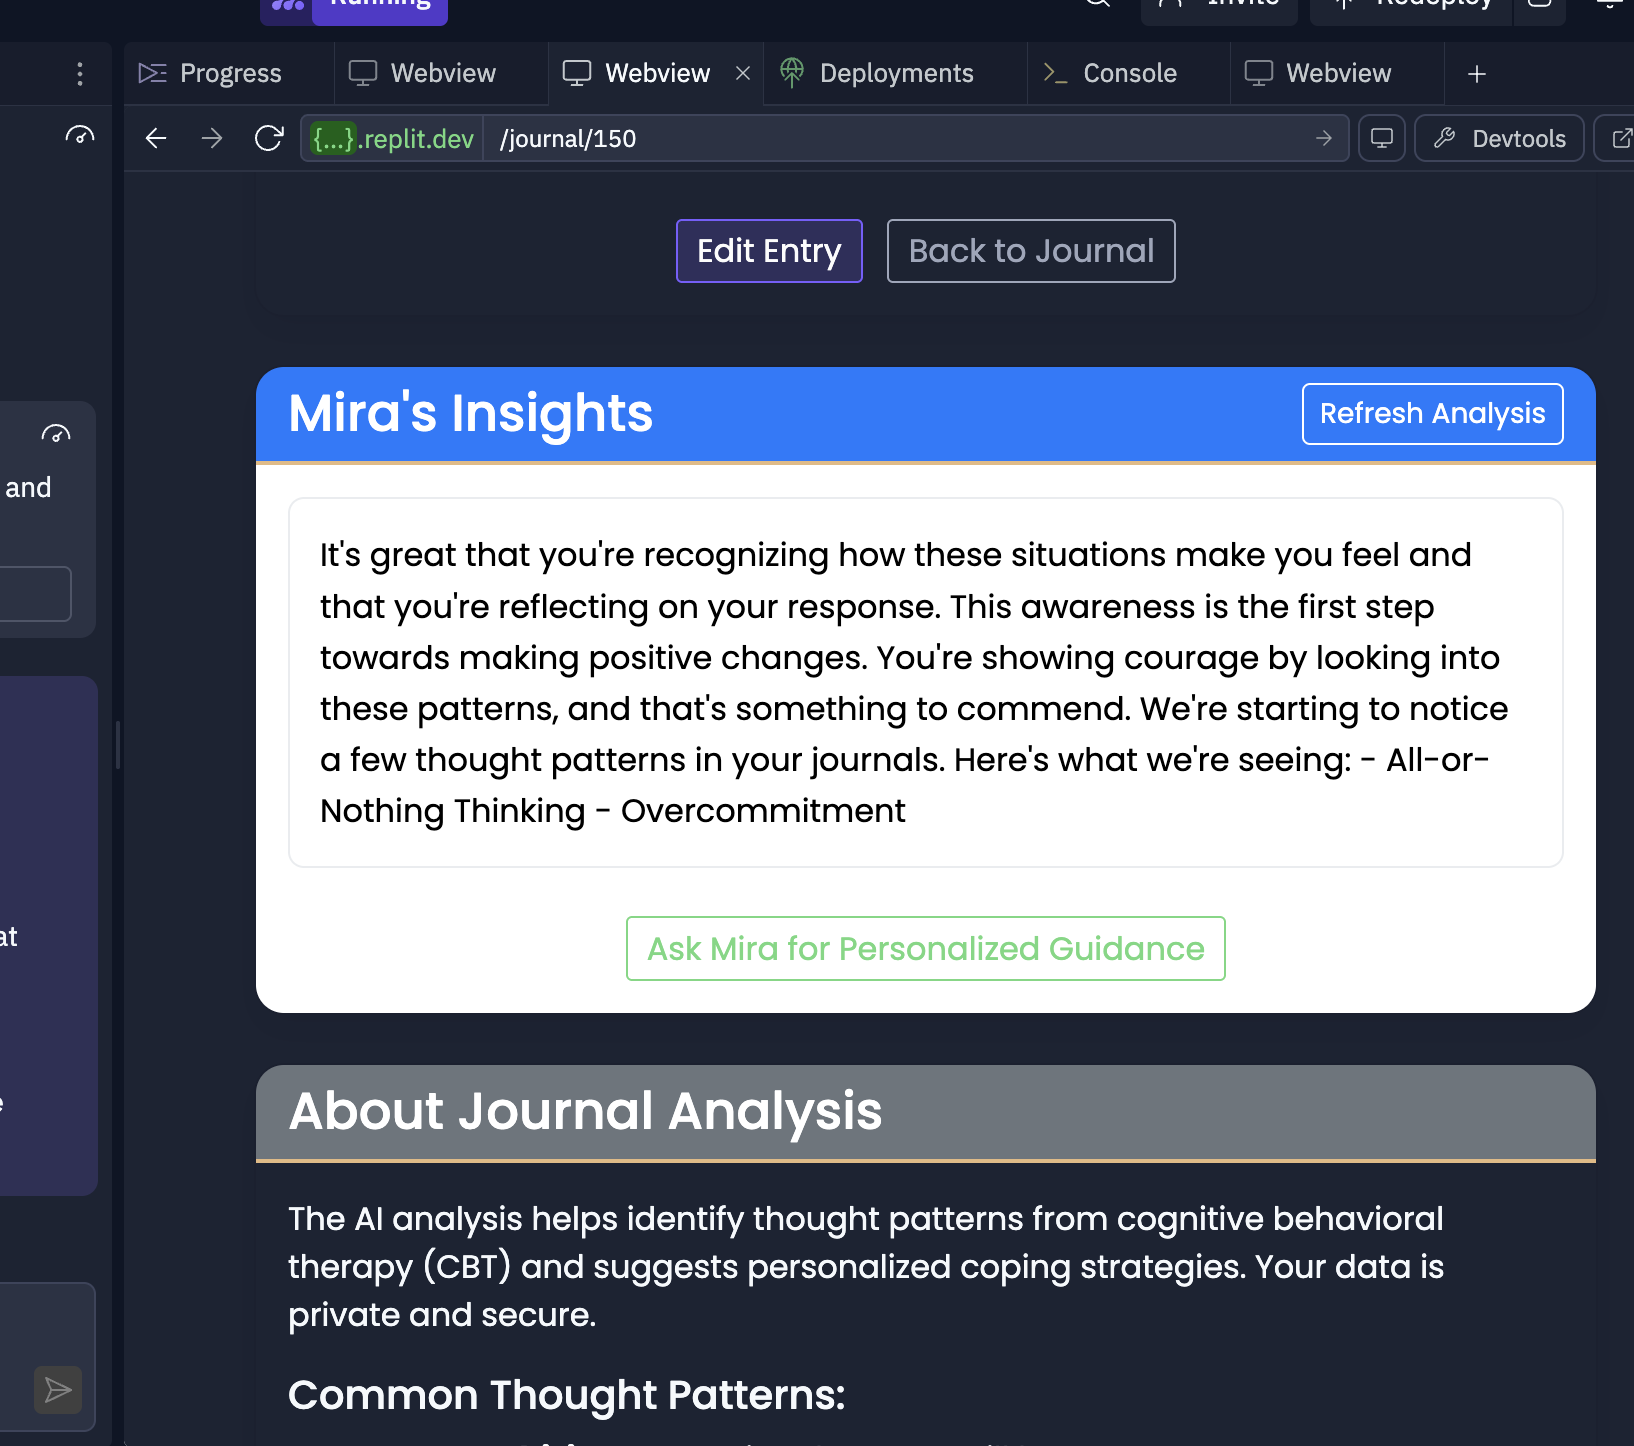 Running
Invite
Redeploy
Progress
Webview
Webview
Deployments
Console
Webview
{...}.replit.dev
/journal/150
Devtools
and
at
e
Edit Entry
Back to Journal
Mira's Insights
Refresh Analysis
It's great that you're recognizing how these situations make you feel and
that you're reflecting on your response. This awareness is the first step
towards making positive changes. You're showing courage by looking into
these patterns, and that's something to commend. We're starting to notice
a few thought patterns in your journals. Here's what we're seeing: - All-or-
Nothing Thinking - Overcommitment
Ask Mira for Personalized Guidance
About Journal Analysis
The AI analysis helps identify thought patterns from cognitive behavioral
therapy (CBT) and suggests personalized coping strategies. Your data is
private and secure.
Common Thought Patterns: